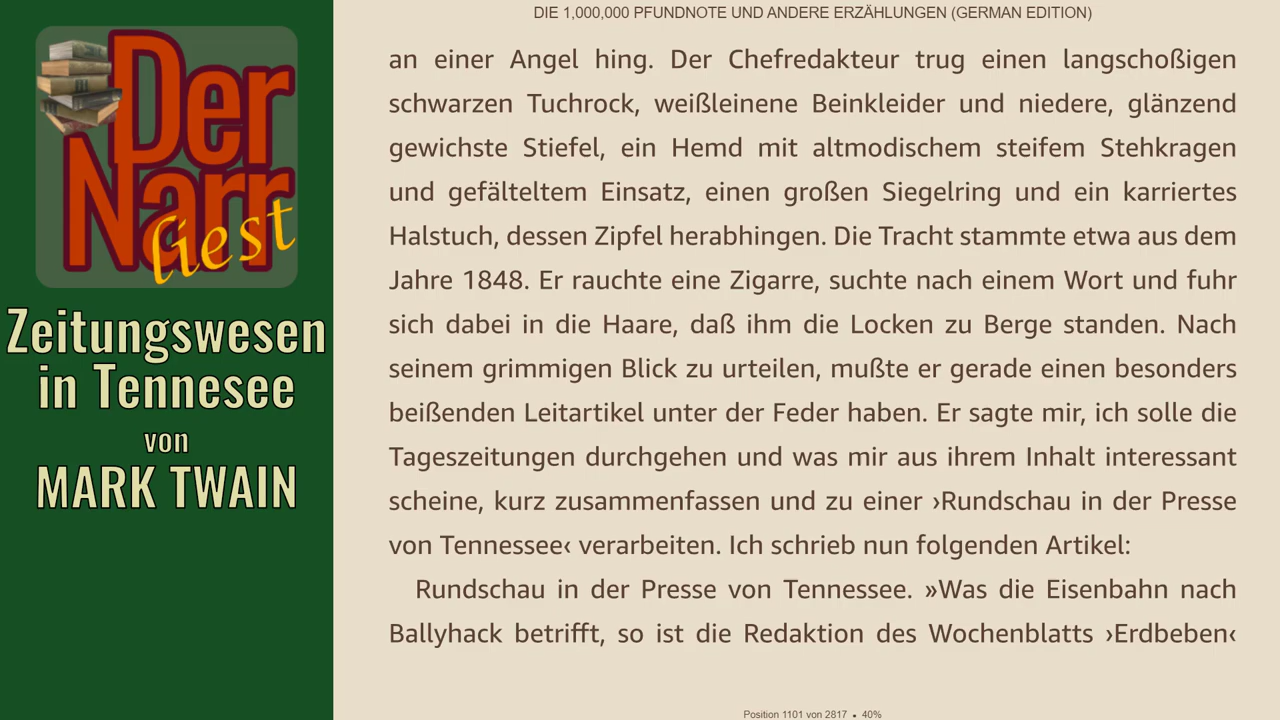 Der
Narr
liest
Zeitungswesen
in Tennesee
von
MARK TWAIN
DIE 1,000,000 PFUNDNOTE UND ANDERE ERZÄHLUNGEN (GERMAN EDITION)
an einer Angel hing. Der Chefredakteur trug einen langschoßigen
schwarzen Tuchrock, weißleinene Beinkleider und niedere, glänzend
gewichste Stiefel, ein Hemd mit altmodischem steifem Stehkragen
und gefälteltem Einsatz, einen großen Siegelring und ein karriertes
Halstuch, dessen Zipfel herabhingen. Die Tracht stammte etwa aus dem
Jahre 1848. Er rauchte eine Zigarre, suchte nach einem Wort und fuhr
sich dabei in die Haare, daß ihm die Locken zu Berge standen. Nach
seinem grimmigen Blick zu urteilen, mußte er gerade einen besonders
beißenden Leitartikel unter der Feder haben. Er sagte mir, ich solle die
Tageszeitungen durchgehen und was mir aus ihrem Inhalt interessant
scheine, kurz zusammenfassen und zu einer ›Rundschau in der Presse
von Tennessee‹ verarbeiten. Ich schrieb nun folgenden Artikel:
Rundschau in der Presse von Tennessee. »Was die Eisenbahn nach
Ballyhack betrifft, so ist die Redaktion des Wochenblatts ›Erdbeben‹
Position 1101 von 2817 • 40%